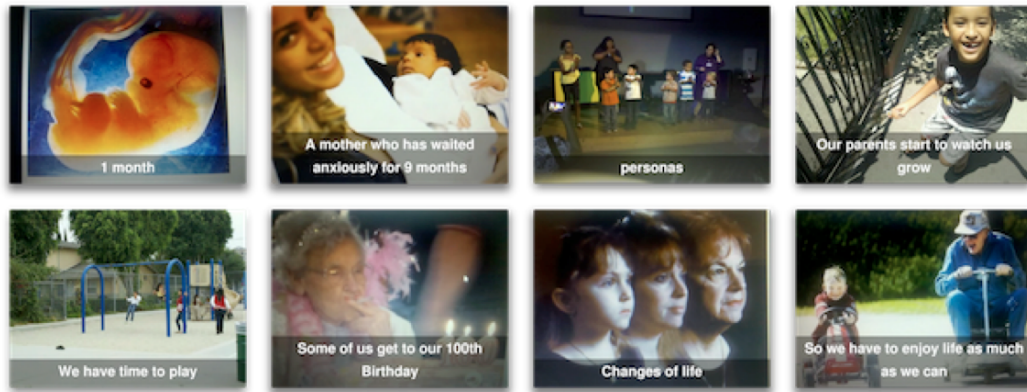 1 month
A mother who has waited
anxiously for 9 months
personas
Our parents start to watch us
grow
We have time to play
Some of us get to our 100th
Birthday
Changes of life
So we have to enjoy life as much
as we can